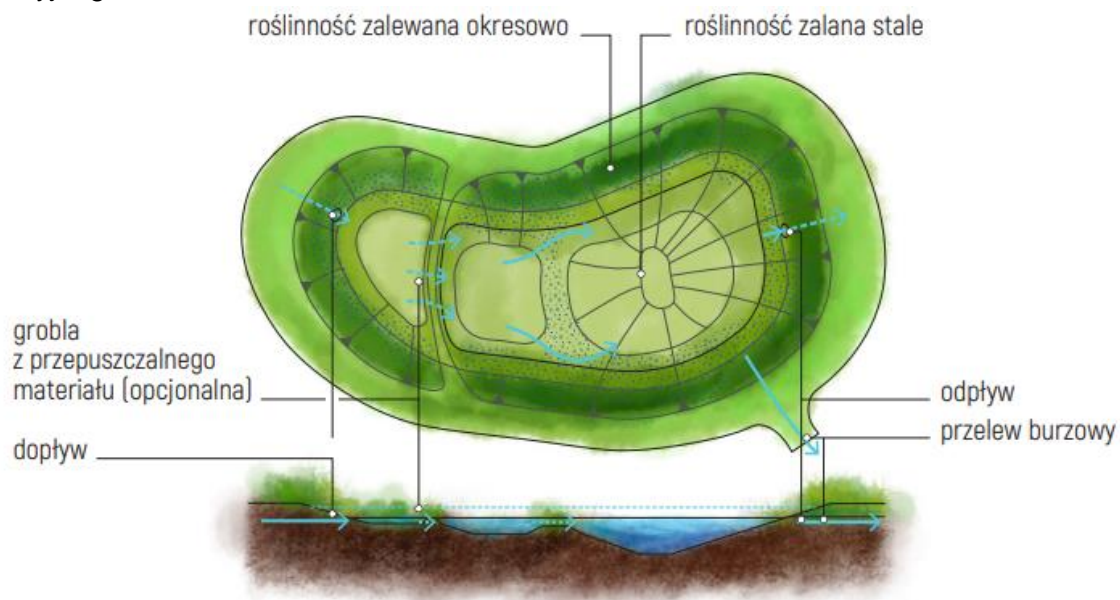 roślinność zalewana okresowo
roślinność zalana stale
grobla
z przepuszczalnego
materiału (opcjonalna)
dopływ
odpływ
przelew burzowy